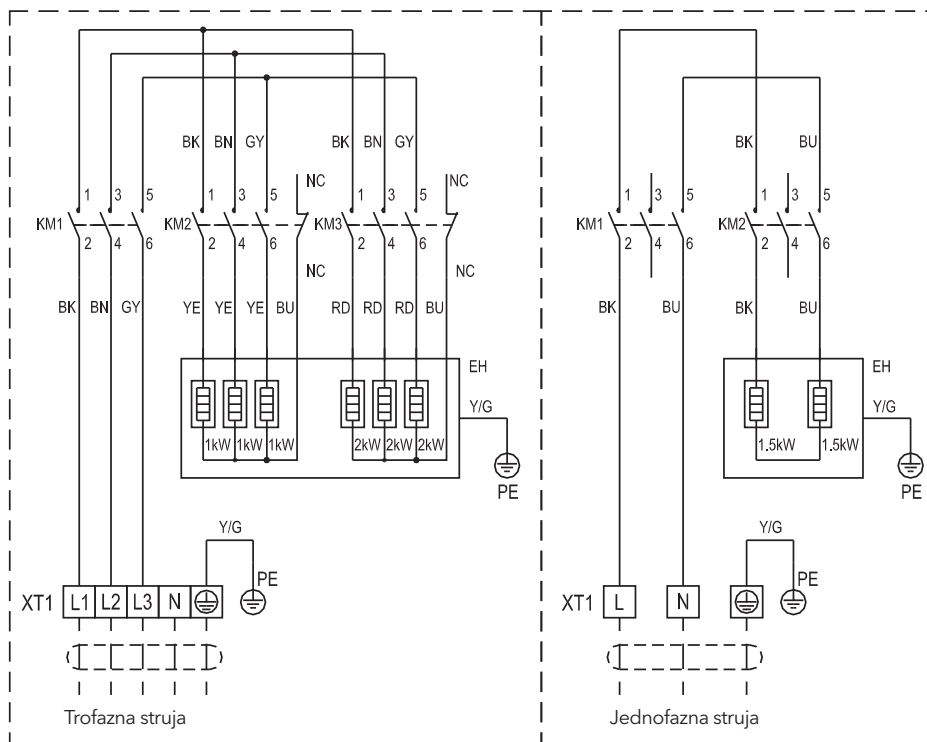 BK BN GY BK BN GY BK BU
NC NC
1 3 5 1 3 5 1 3 5 1 3 5 1 3 5
KM1 KM2 KM3 KM1 KM2
2 4 6 2 4 6 2 4 6 2 4 6 2 4 6
NC NC
BK BN GY YE YE YE BU RD RD RD BU BK BU BK BU
EH EH
Y/G Y/G
1kW 1kW 1kW 2kW 2kW 2kW 1.5kW 1.5kW
PE PE
Y/G Y/G
PE PE
XT1 L1 L2 L3 N XT1 L N
Trofazna struja Jednofazna struja